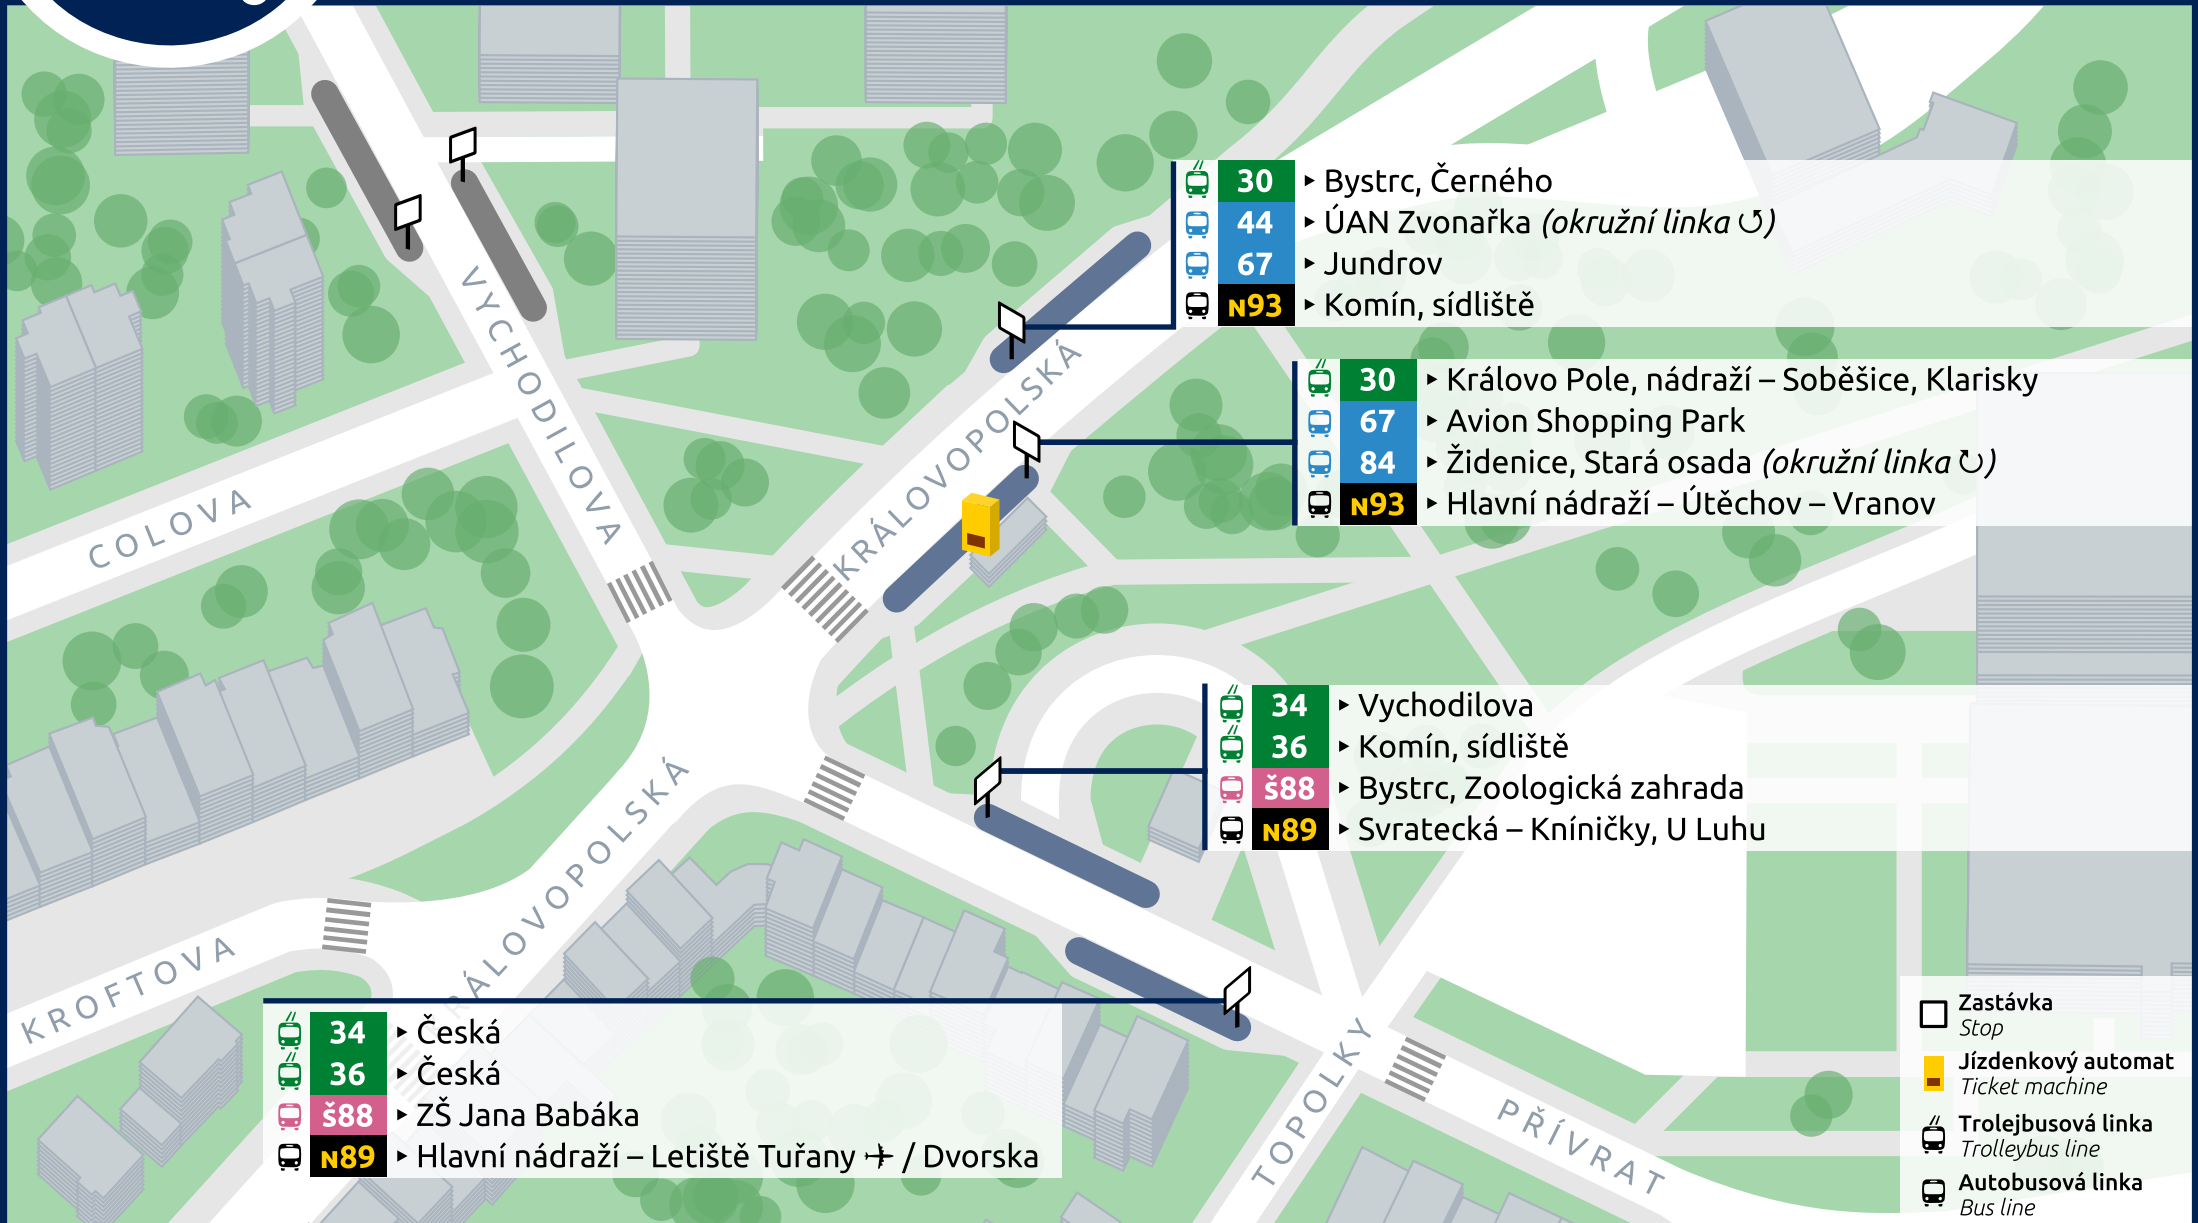 30 ▸ Bystrc, Černého
44 ▸ ÚAN Zvonařka (okružní linka ↺)
67 ▸ Jundrov
N93 ▸ Komín, sídliště
30 ▸ Královo Pole, nádraží – Soběšice, Klarisky
67 ▸ Avion Shopping Park
84 ▸ Židenice, Stará osada (okružní linka ↻)
N93 ▸ Hlavní nádraží – Útěchov – Vranov
VYCHODILOVA
KRÁLOVOPOLSKÁ
COLOVA
34 ▸ Vychodilova
36 ▸ Komín, sídliště
š88 ▸ Bystrc, Zoologická zahrada
N89 ▸ Svratecká – Kníničky, U Luhu
KRÁLOVOPOLSKÁ
KROFTOVA
34 ▸ Česká
36 ▸ Česká
š88 ▸ ZŠ Jana Babáka
N89 ▸ Hlavní nádraží – Letiště Tuřany ✈ / Dvorska
TOPOLKY
PŘÍVRAT
Zastávka
Stop
Jízdenkový automat
Ticket machine
Trolejbusová linka
Trolleybus line
Autobusová linka
Bus line